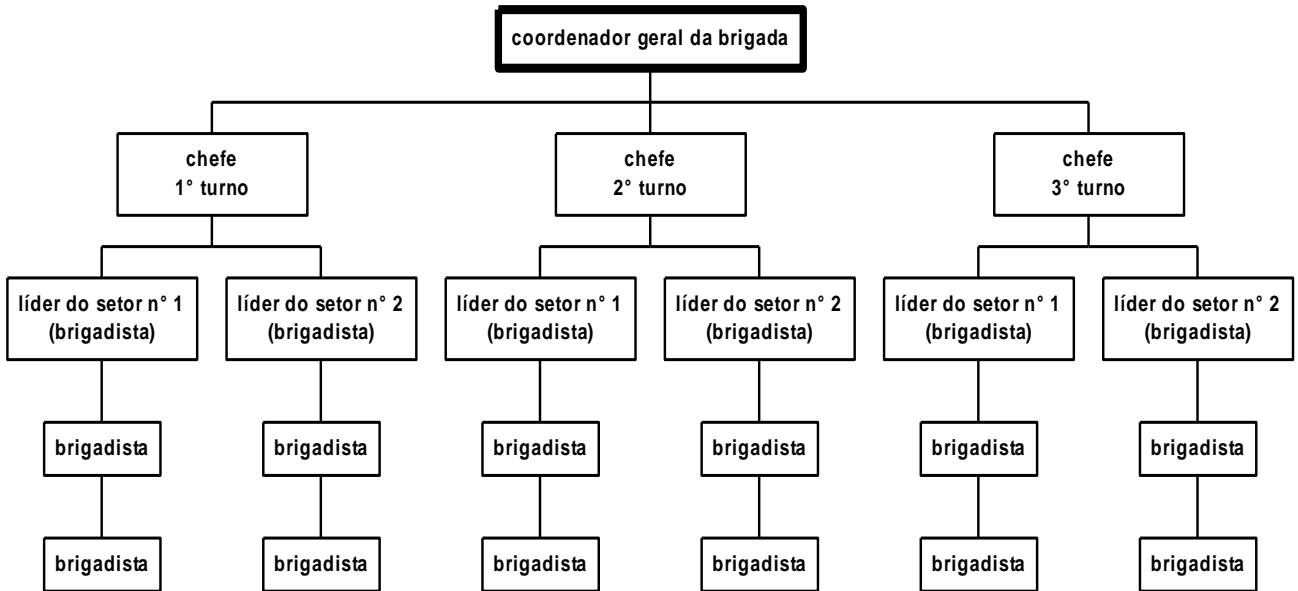 coordenador geral da brigada
chefe
1° turno
chefe
2° turno
chefe
3° turno
líder do setor n° 1
(brigadista)
líder do setor n° 2
(brigadista)
líder do setor n° 1
(brigadista)
líder do setor n° 2
(brigadista)
líder do setor n° 1
(brigadista)
líder do setor n° 2
(brigadista)
brigadista
brigadista
brigadista
brigadista
brigadista
brigadista
brigadista
brigadista
brigadista
brigadista
brigadista
brigadista